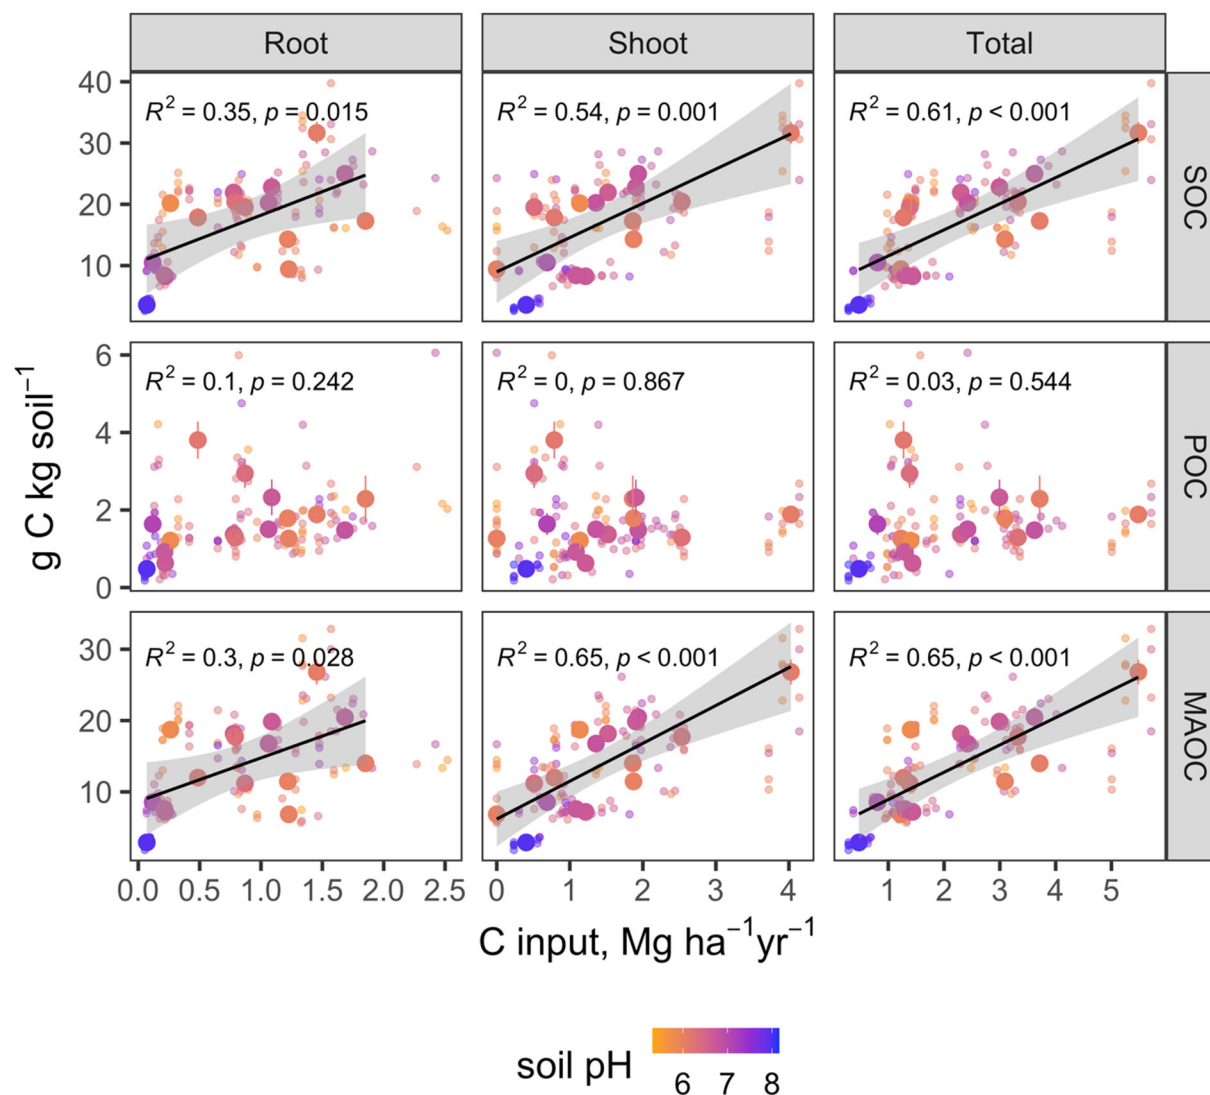 Root Shoot Total
40
30
20
10
R² = 0.35, p = 0.015
R² = 0.54, p = 0.001
R² = 0.61, p < 0.001
SOC
6
4
2
0
R² = 0.1, p = 0.242
R² = 0, p = 0.867
R² = 0.03, p = 0.544
POC
30
20
10
R² = 0.3, p = 0.028
R² = 0.65, p < 0.001
R² = 0.65, p < 0.001
MAOC
g C kg soil⁻¹
0.0 0.5 1.0 1.5 2.0 2.5
0 1 2 3 4
1 2 3 4 5
C input, Mg ha⁻¹yr⁻¹
soil pH
6 7 8